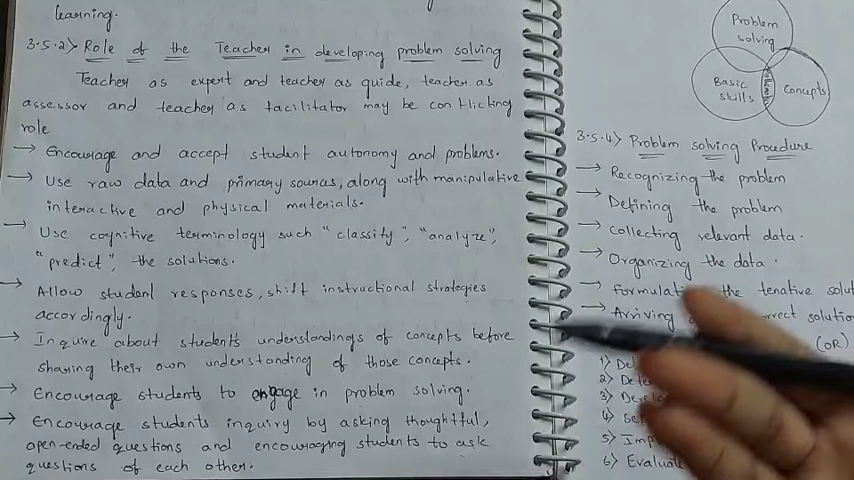 learning.
3.5.2) Role of the Teacher in developing problem solving
Teacher as expert and teacher as guide, teacher as
assessor and teacher as facilitator may be conflicting
role
→ Encourage and accept student autonomy and problems.
→ Use raw data and primary sources, along with manipulative
interactive and physical materials.
→ Use cognitive terminology such "classify", "analyze",
"predict", the solutions.
→ Allow student responses, shift instructional strategies
accordingly.
→ Inquire about students understandings of concepts before
sharing their own understanding of those concepts.
→ Encourage students to engage in problem solving.
→ Encourage students inquiry by asking thoughtful,
open-ended questions and encouraging students to ask
questions of each other.
Problem
solving
Basic
skills
Concepts
3.5.4) Problem solving Procedure
→ Recognizing the problem
→ Defining the problem
→ Collecting relevant data.
→ Organizing the data.
→ the tenative
→ Arriving
(OR)
1)
2)
3)
4)
5)
6) Evaluate